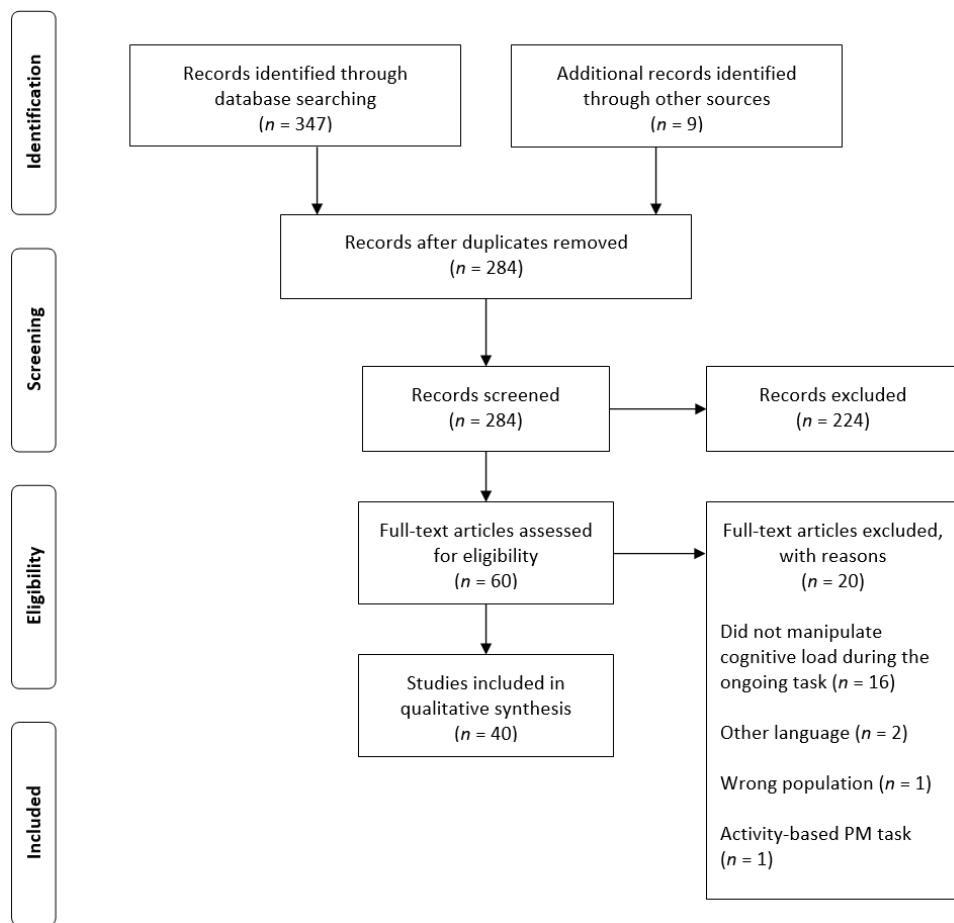 Identification
Records identified through
database searching
(n = 347)
Additional records identified
through other sources
(n = 9)
Screening
Records after duplicates removed
(n = 284)
Records screened
(n = 284)
Records excluded
(n = 224)
Eligibility
Full-text articles assessed
for eligibility
(n = 60)
Full-text articles excluded,
with reasons
(n = 20)
Did not manipulate
cognitive load during the
ongoing task (n = 16)
Other language (n = 2)
Wrong population (n = 1)
Activity-based PM task
(n = 1)
Included
Studies included in
qualitative synthesis
(n = 40)